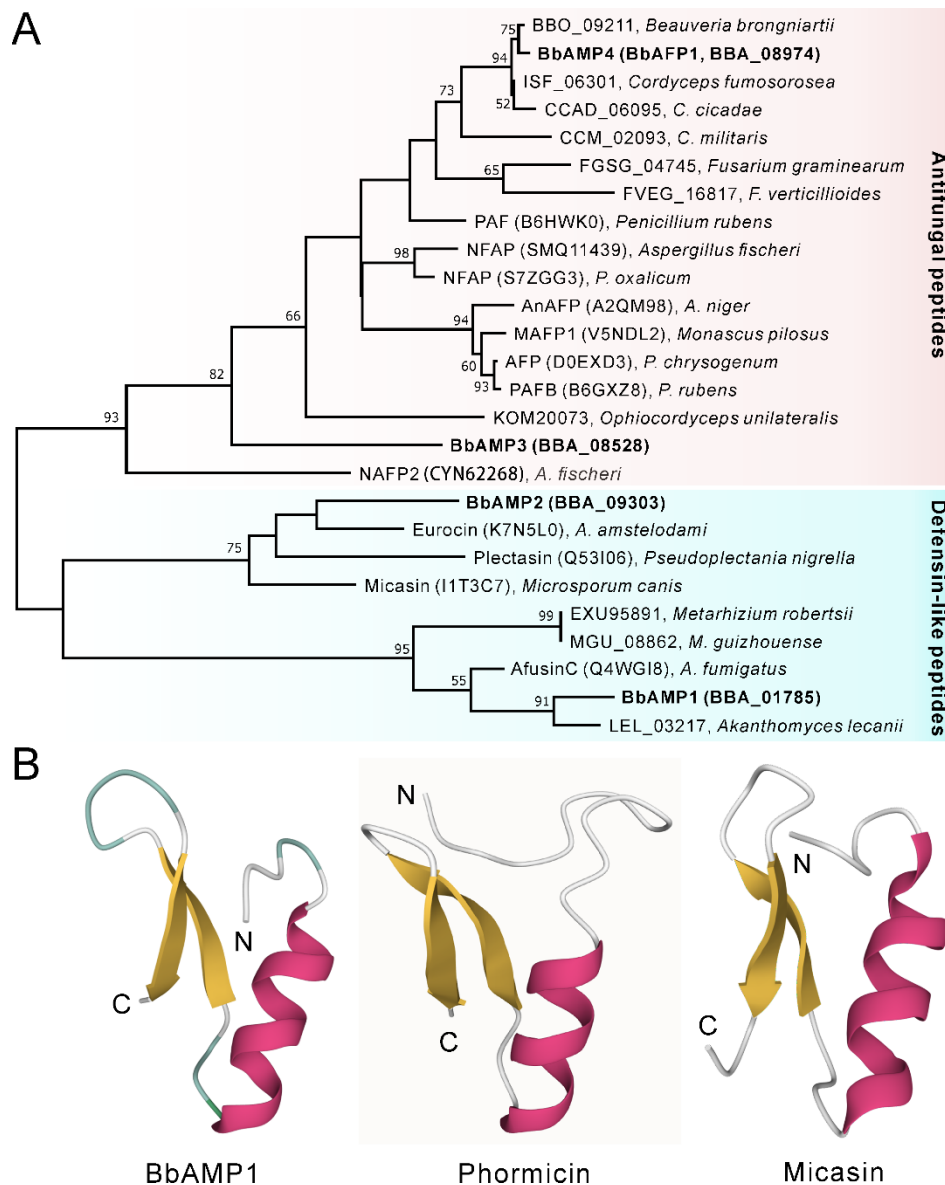 A
BBO_09211, Beauveria brongniartii
75
BbAMP4 (BbAFP1, BBA_08974)
94
ISF_06301, Cordyceps fumosorosea
73
52
CCAD_06095, C. cicadae
CCM_02093, C. militaris
FGSG_04745, Fusarium graminearum
65
FVEG_16817, F. verticillioides
PAF (B6HWK0), Penicillium rubens
NFAP (SMQ11439), Aspergillus fischeri
98
NFAP (S7ZGG3), P. oxalicum
AnAFP (A2QM98), A. niger
66
94
MAFP1 (V5NDL2), Monascus pilosus
60
AFP (D0EXD3), P. chrysogenum
93
PAFB (B6GXZ8), P. rubens
82
KOM20073, Ophiocordyceps unilateralis
93
BbAMP3 (BBA_08528)
NAFP2 (CYN62268), A. fischeri
Antifungal peptides
BbAMP2 (BBA_09303)
Eurocin (K7N5L0), A. amstelodami
75
Plectasin (Q53I06), Pseudoplectania nigrella
Micasin (I1T3C7), Microsporum canis
99
EXU95891, Metarhizium robertsii
MGU_08862, M. guizhouense
95
AfusinC (Q4WGI8), A. fumigatus
55
91
BbAMP1 (BBA_01785)
LEL_03217, Akanthomyces lecanii
Defensin-like peptides
B
N
C
BbAMP1
N
C
Phormicin
N
C
Micasin